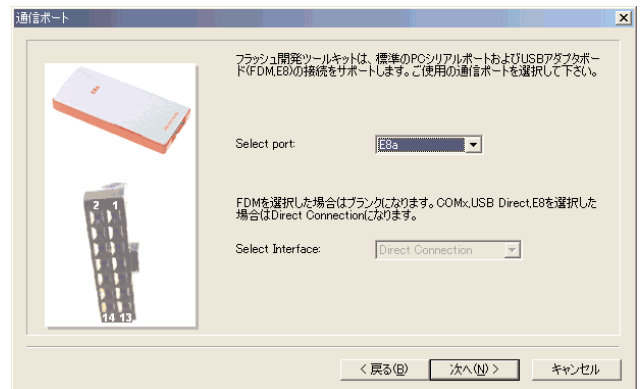 通信ポート
フラッシュ開発ツールキットは、標準のPCシリアルポートおよびUSBアダプタボー
ド(FDM,E8)の接続をサポートします。ご使用の通信ポートを選択して下さい。
Select port:
E8a
FDMを選択した場合はブランクになります。COMx,USB Direct,E8を選択した
場合はDirect Connectionになります。
Select Interface:
Direct Connection
2 1
14 13
< 戻る(B)
次へ(N) >
キャンセル